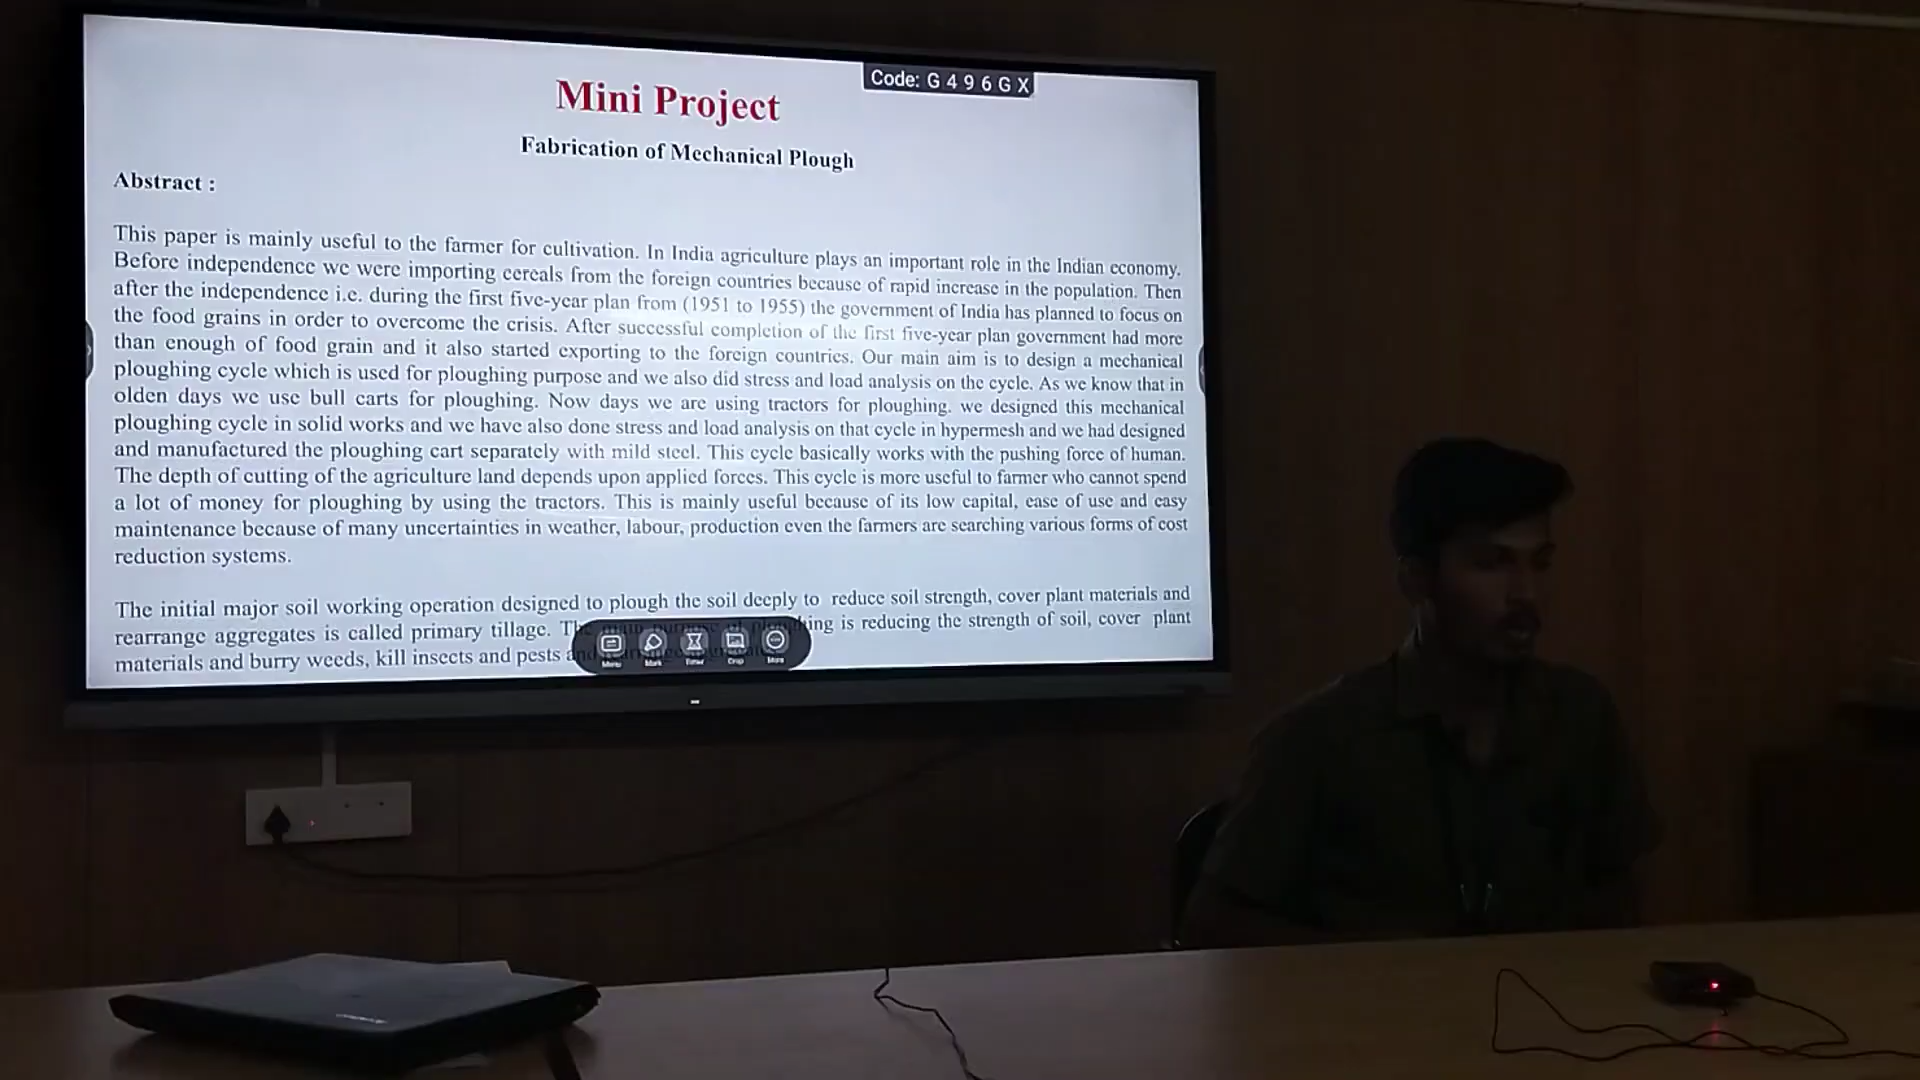 Code: G 4 9 6 G X
Mini Project
Fabrication of Mechanical Plough
Abstract :
This paper is mainly useful to the farmer for cultivation. In India agriculture plays an important role in the Indian economy.
Before independence we were importing cereals from the foreign countries because of rapid increase in the population. Then
after the independence i.e. during the first five-year plan from (1951 to 1955) the government of India has planned to focus on
the food grains in order to overcome the crisis. After successful completion of the first five-year plan government had more
than enough of food grain and it also started exporting to the foreign countries. Our main aim is to design a mechanical
ploughing cycle which is used for ploughing purpose and we also did stress and load analysis on the cycle. As we know that in
olden days we use bull carts for ploughing. Now days we are using tractors for ploughing. we designed this mechanical
ploughing cycle in solid works and we have also done stress and load analysis on that cycle in hypermesh and we had designed
and manufactured the ploughing cart separately with mild steel. This cycle basically works with the pushing force of human.
The depth of cutting of the agriculture land depends upon applied forces. This cycle is more useful to farmer who cannot spend
a lot of money for ploughing by using the tractors. This is mainly useful because of its low capital, ease of use and easy
maintenance because of many uncertainties in weather, labour, production even the farmers are searching various forms of cost
reduction systems.
The initial major soil working operation designed to plough the soil deeply to reduce soil strength, cover plant materials and
rearrange aggregates is called primary tillage. The main purpose of ploughing is reducing the strength of soil, cover plant
materials and burry weeds, kill insects and pests
Menu Mark Timer Crop More